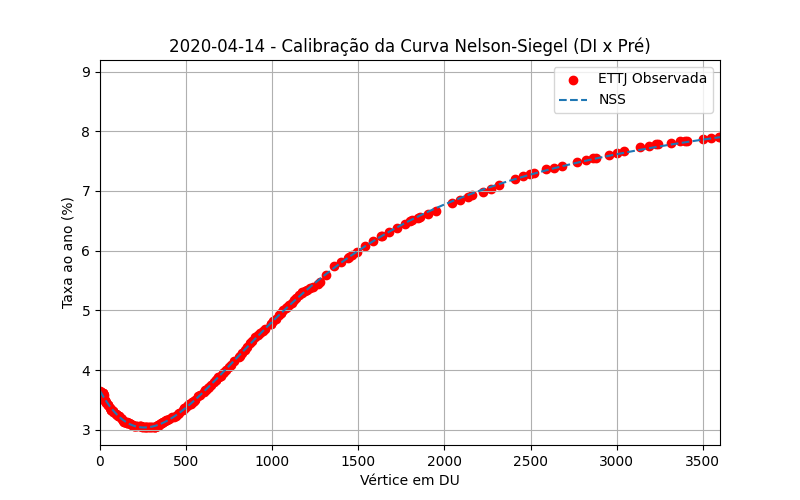 2020-04-14 - Calibração da Curva Nelson-Siegel (DI x Pré)
ETTJ Observada
NSS
Taxa ao ano (%)
9
8
7
6
5
4
3
0 500 1000 1500 2000 2500 3000 3500
Vértice em DU